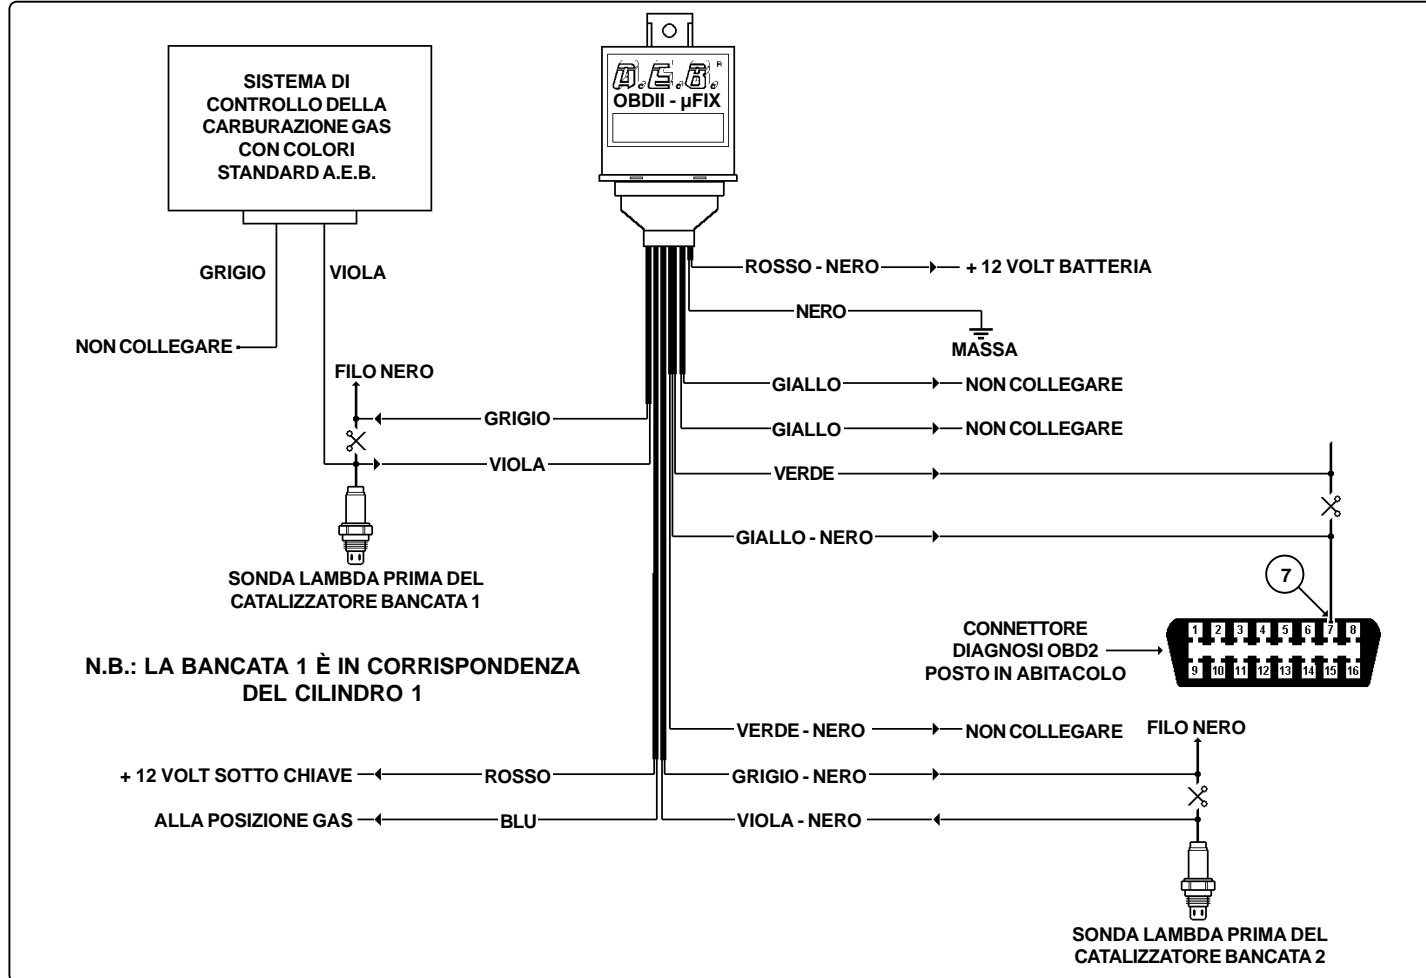 SISTEMA DI
CONTROLLO DELLA
CARBURAZIONE GAS
CON COLORI
STANDARD A.E.B.
A.E.B. R
OBDII - µFIX
GRIGIO
VIOLA
NON COLLEGARE
ROSSO - NERO
+ 12 VOLT BATTERIA
NERO
MASSA
FILO NERO
GIALLO
NON COLLEGARE
GRIGIO
GIALLO
NON COLLEGARE
VIOLA
VERDE
GIALLO - NERO
SONDA LAMBDA PRIMA DEL
CATALIZZATORE BANCATA 1
7
CONNETTORE
DIAGNOSI OBD2
POSTO IN ABITACOLO
1 2 3 4 5 6 7 8
9 10 11 12 13 14 15 16
N.B.: LA BANCATA 1 È IN CORRISPONDENZA
DEL CILINDRO 1
VERDE - NERO
NON COLLEGARE
FILO NERO
+ 12 VOLT SOTTO CHIAVE
ROSSO
GRIGIO - NERO
ALLA POSIZIONE GAS
BLU
VIOLA - NERO
SONDA LAMBDA PRIMA DEL
CATALIZZATORE BANCATA 2